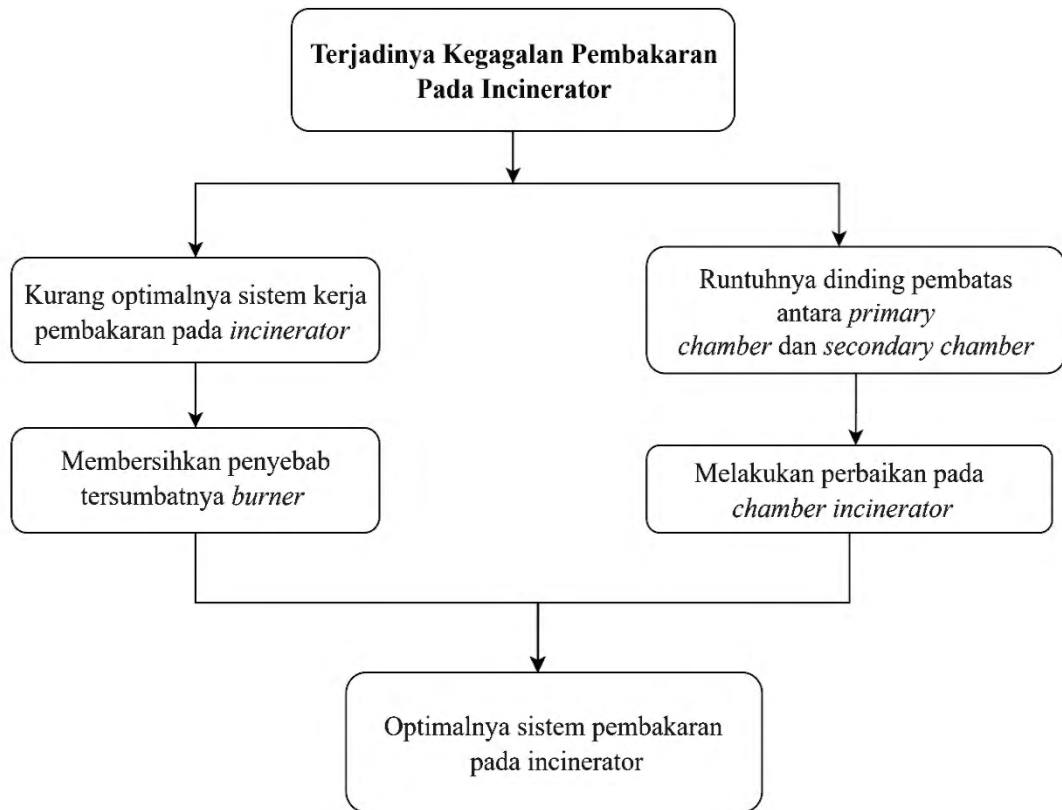 Terjadinya Kegagalan Pembakaran
Pada Incinerator
Kurang optimalnya sistem kerja
pembakaran pada incinerator
Runtuhnya dinding pembatas
antara primary
chamber dan secondary chamber
Membersihkan penyebab
tersumbatnya burner
Melakukan perbaikan pada
chamber incinerator
Optimalnya sistem pembakaran
pada incinerator